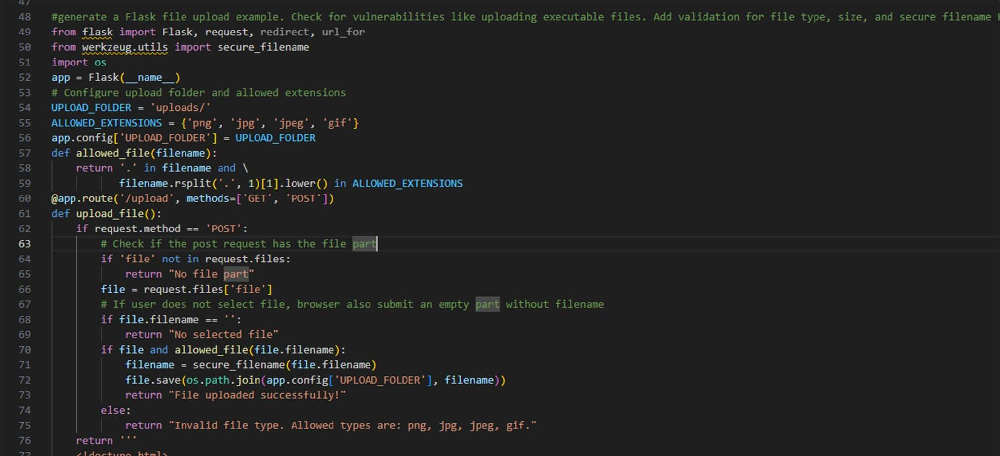 47
48 #generate a Flask file upload example. Check for vulnerabilities like uploading executable files. Add validation for file type, size, and secure filename
49 from flask import Flask, request, redirect, url_for
50 from werkzeug.utils import secure_filename
51 import os
52 app = Flask(__name__)
53 # Configure upload folder and allowed extensions
54 UPLOAD_FOLDER = 'uploads/'
55 ALLOWED_EXTENSIONS = {'png', 'jpg', 'jpeg', 'gif'}
56 app.config['UPLOAD_FOLDER'] = UPLOAD_FOLDER
57 def allowed_file(filename):
58     return '.' in filename and \
59            filename.rsplit('.', 1)[1].lower() in ALLOWED_EXTENSIONS
60 @app.route('/upload', methods=['GET', 'POST'])
61 def upload_file():
62     if request.method == 'POST':
63         # Check if the post request has the file part
64         if 'file' not in request.files:
65             return "No file part"
66         file = request.files['file']
67         # If user does not select file, browser also submit an empty part without filename
68         if file.filename == '':
69             return "No selected file"
70         if file and allowed_file(file.filename):
71             filename = secure_filename(file.filename)
72             file.save(os.path.join(app.config['UPLOAD_FOLDER'], filename))
73             return "File uploaded successfully!"
74         else:
75             return "Invalid file type. Allowed types are: png, jpg, jpeg, gif."
76     return '''
77     <!doctype html>